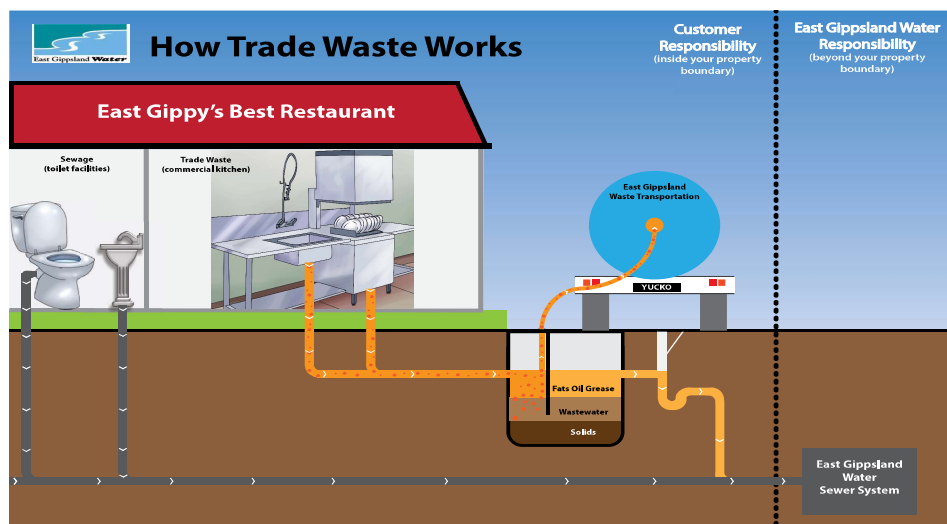 East Gippsland Water
How Trade Waste Works
Customer
Responsibility
(inside your property
boundary)
East Gippsland Water
Responsibility
(beyond your property
boundary)
East Gippy's Best Restaurant
Sewage
(toilet facilities)
Trade Waste
(commercial kitchen)
East Gippsland
Waste Transportation
YUCKO
Fats Oil Grease
Wastewater
Solids
East Gippsland
Water
Sewer System